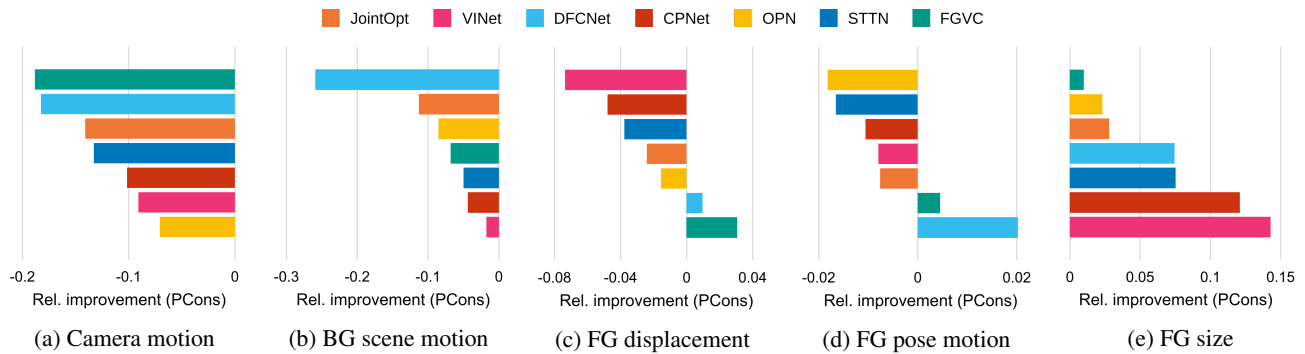 JointOpt VINet DFCNet CPNet OPN STTN FGVC
-0.2 -0.1 0 -0.3 -0.2 -0.1 0 -0.08 -0.04 0 0.04 -0.02 0 0.02 0 0.05 0.1 0.15
Rel. improvement (PCons) Rel. improvement (PCons) Rel. improvement (PCons) Rel. improvement (PCons) Rel. improvement (PCons)
(a) Camera motion (b) BG scene motion (c) FG displacement (d) FG pose motion (e) FG size